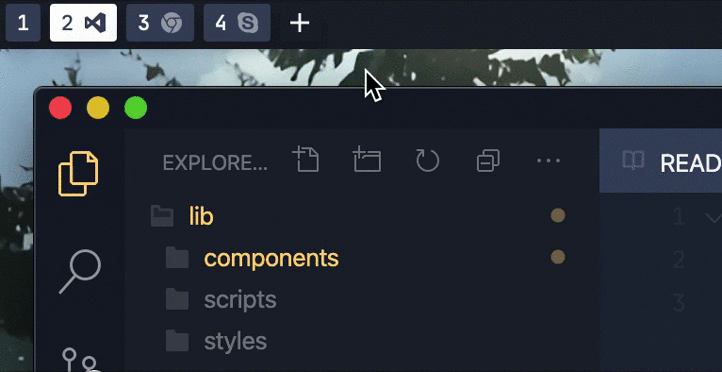 1 2 3 4 +
EXPLORE...
READ
lib
1
components
2
scripts
3
styles